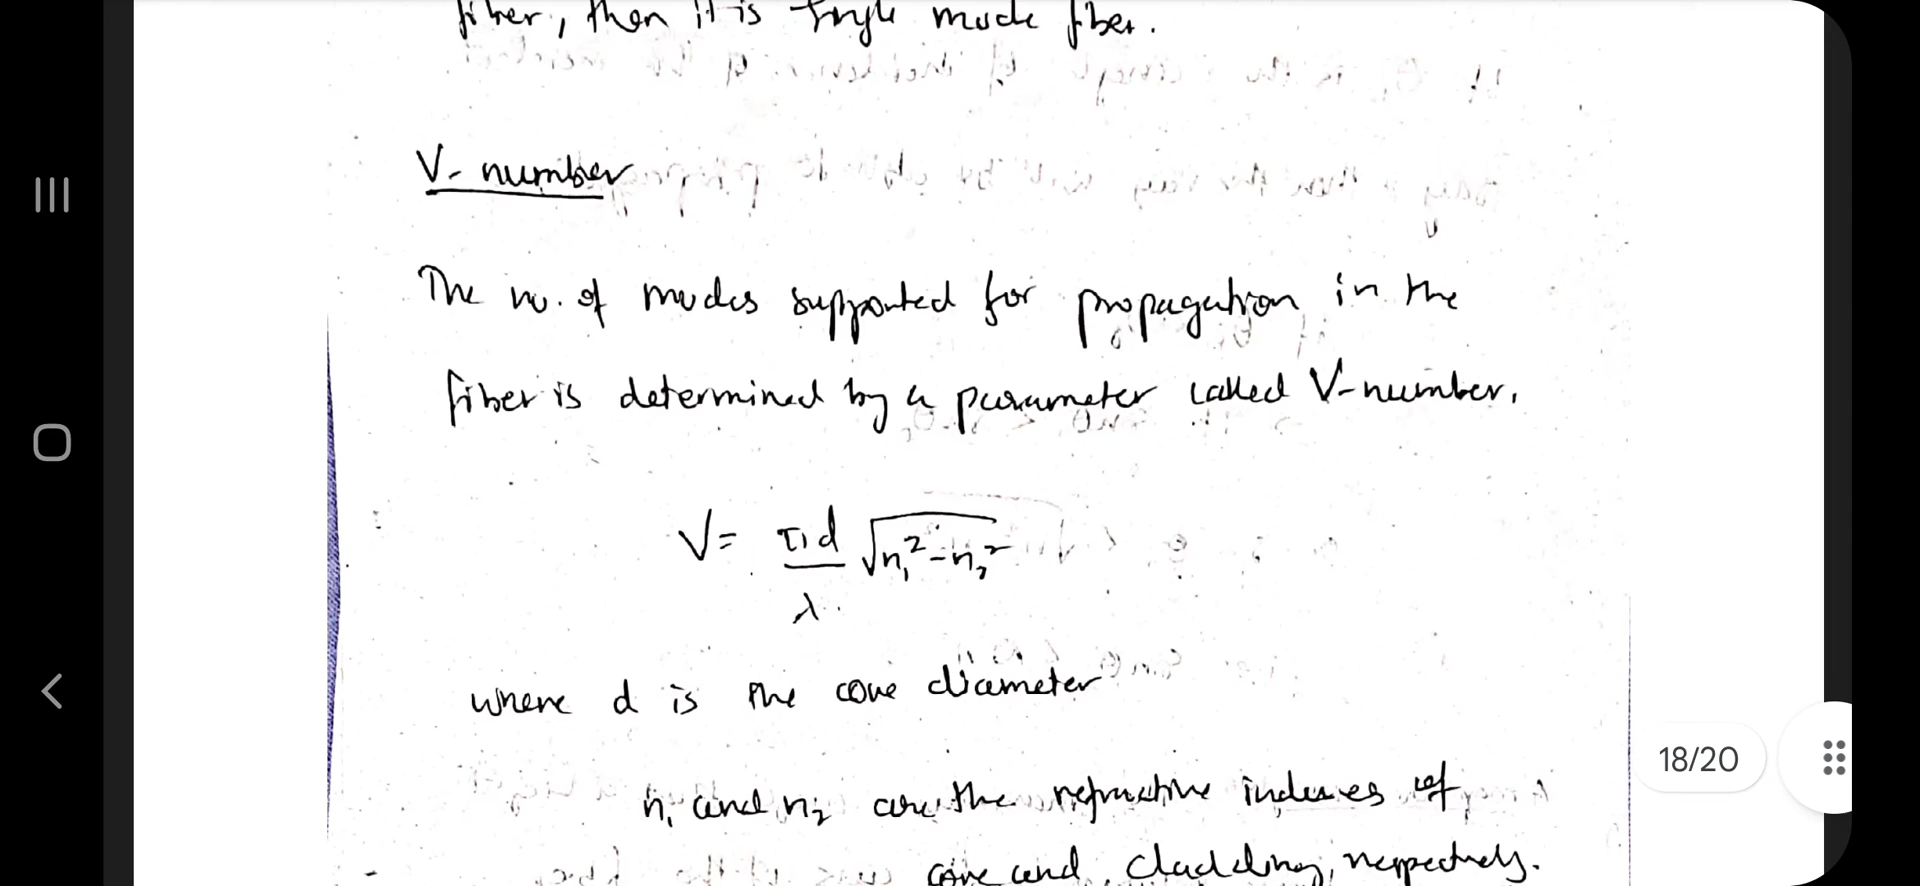 fiber, then it is single mode fiber.
V- number
The no. of modes supported for propagation in the
fiber is determined by a parameter called V-number.
V = πd/λ √n₁²-n₂²
where d is the core diameter
n₁ and n₂ are the refractive indexes of
core and cladding, respectively.
18/20